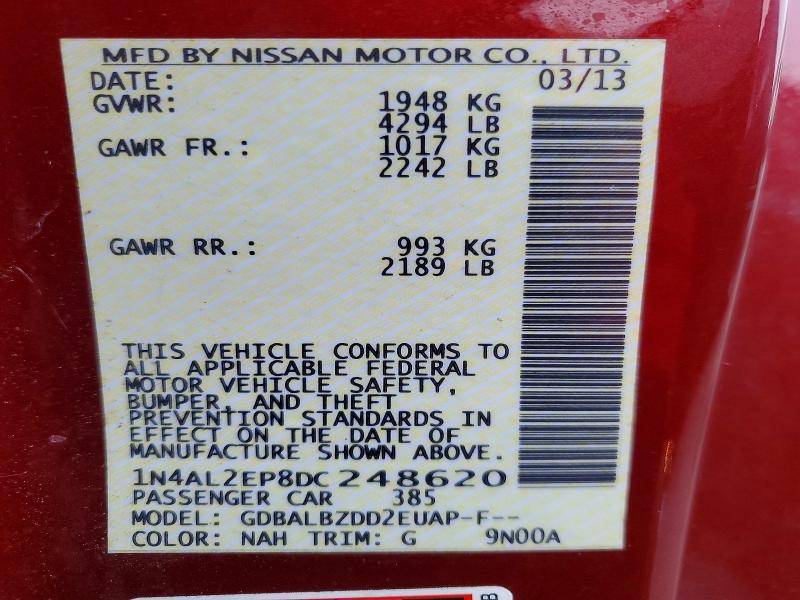 MFD BY NISSAN MOTOR CO., LTD.
DATE: 03/13
GVWR: 1948 KG
4294 LB
GAWR FR.: 1017 KG
2242 LB
GAWR RR.: 993 KG
2189 LB
THIS VEHICLE CONFORMS TO
ALL APPLICABLE FEDERAL
MOTOR VEHICLE SAFETY,
BUMPER, AND THEFT
PREVENTION STANDARDS IN
EFFECT ON THE DATE OF
MANUFACTURE SHOWN ABOVE.
1N4AL2EP8DC248620
PASSENGER CAR 385
MODEL: GDBALBZDD2EUAP-F--
COLOR: NAH TRIM: G 9N00A